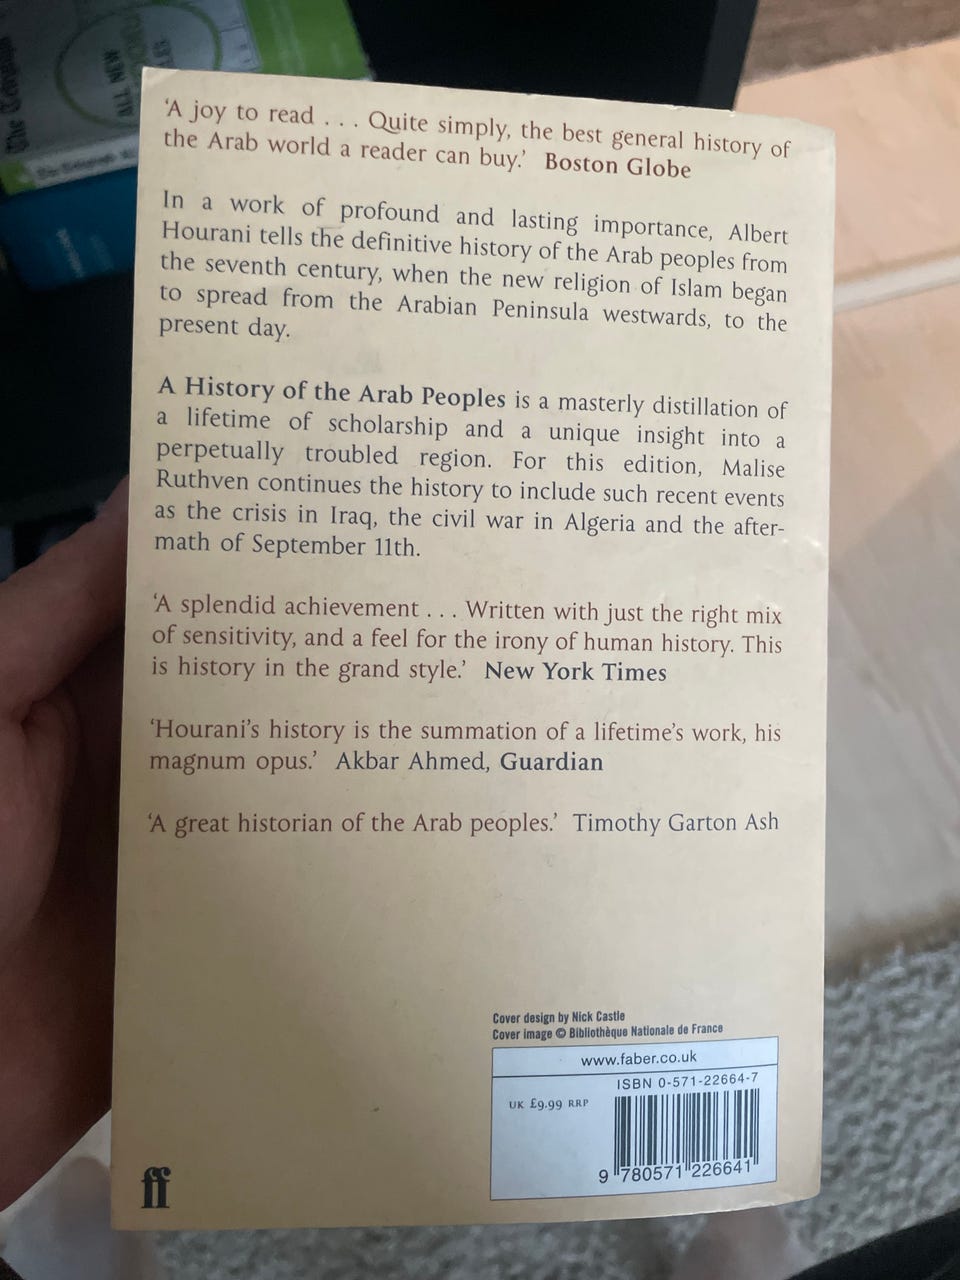 The Telegraph
ALL NEW
'A joy to read . . . Quite simply, the best general history of
the Arab world a reader can buy.' Boston Globe
In a work of profound and lasting importance, Albert
Hourani tells the definitive history of the Arab peoples from
the seventh century, when the new religion of Islam began
to spread from the Arabian Peninsula westwards, to the
present day.
A History of the Arab Peoples is a masterly distillation of
a lifetime of scholarship and a unique insight into a
perpetually troubled region. For this edition, Malise
Ruthven continues the history to include such recent events
as the crisis in Iraq, the civil war in Algeria and the after-
math of September 11th.
'A splendid achievement . . . Written with just the right mix
of sensitivity, and a feel for the irony of human history. This
is history in the grand style.' New York Times
'Hourani's history is the summation of a lifetime's work, his
magnum opus.' Akbar Ahmed, Guardian
'A great historian of the Arab peoples.' Timothy Garton Ash
Cover design by Nick Castle
Cover image © Bibliothèque Nationale de France
www.faber.co.uk
ISBN 0-571-22664-7
UK £9.99 RRP
9 780571 226641
ff